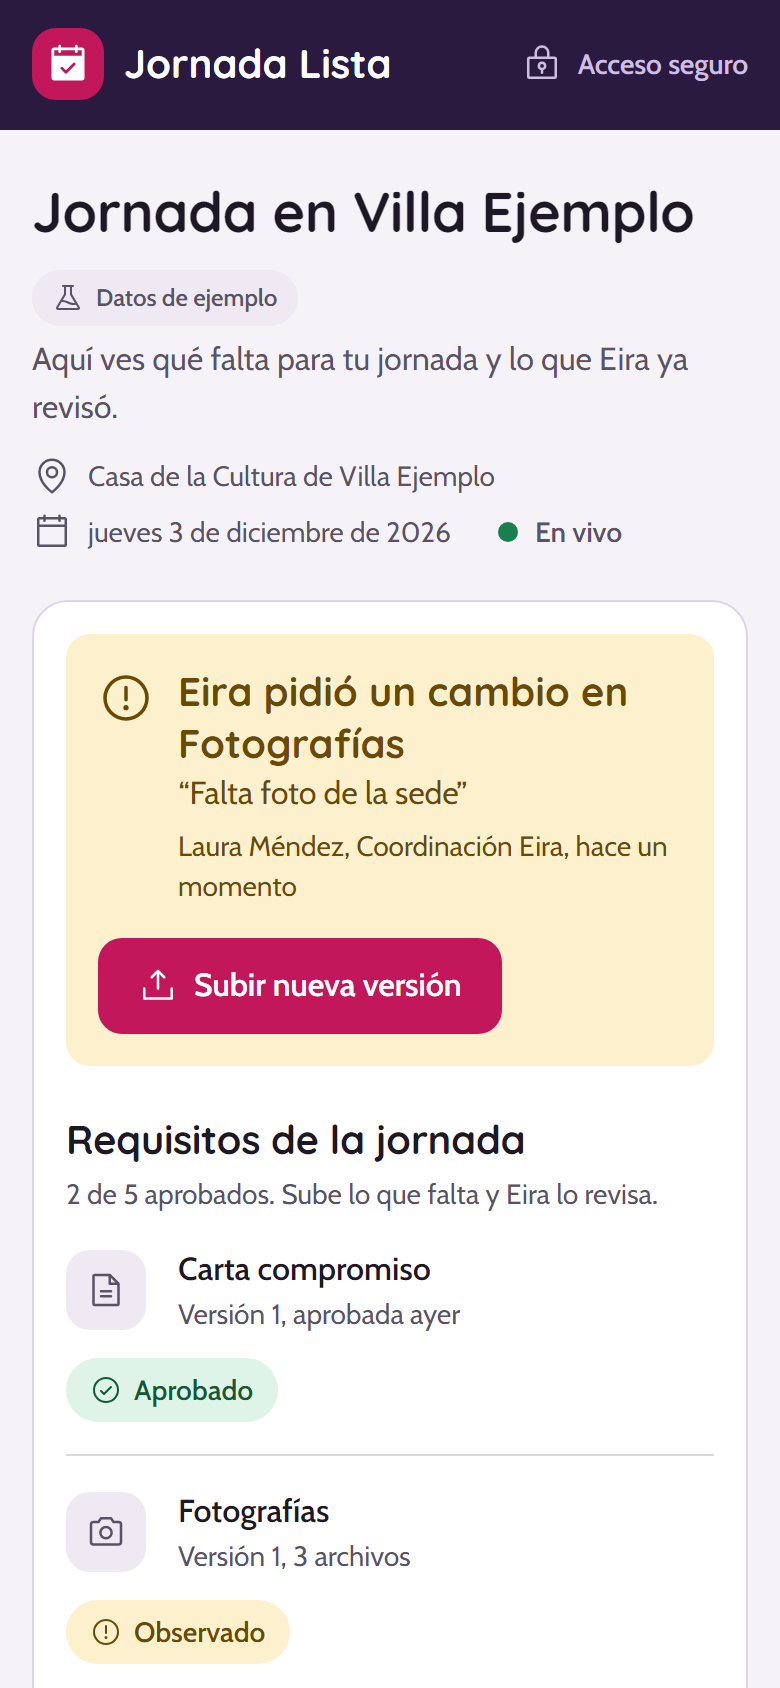 Jornada Lista
Acceso seguro
Jornada en Villa Ejemplo
Datos de ejemplo
Aquí ves qué falta para tu jornada y lo que Eira ya
revisó.
Casa de la Cultura de Villa Ejemplo
jueves 3 de diciembre de 2026
En vivo
Eira pidió un cambio en
Fotografías
“Falta foto de la sede”
Laura Méndez, Coordinación Eira, hace un
momento
Subir nueva versión
Requisitos de la jornada
2 de 5 aprobados. Sube lo que falta y Eira lo revisa.
Carta compromiso
Versión 1, aprobada ayer
Aprobado
Fotografías
Versión 1, 3 archivos
Observado